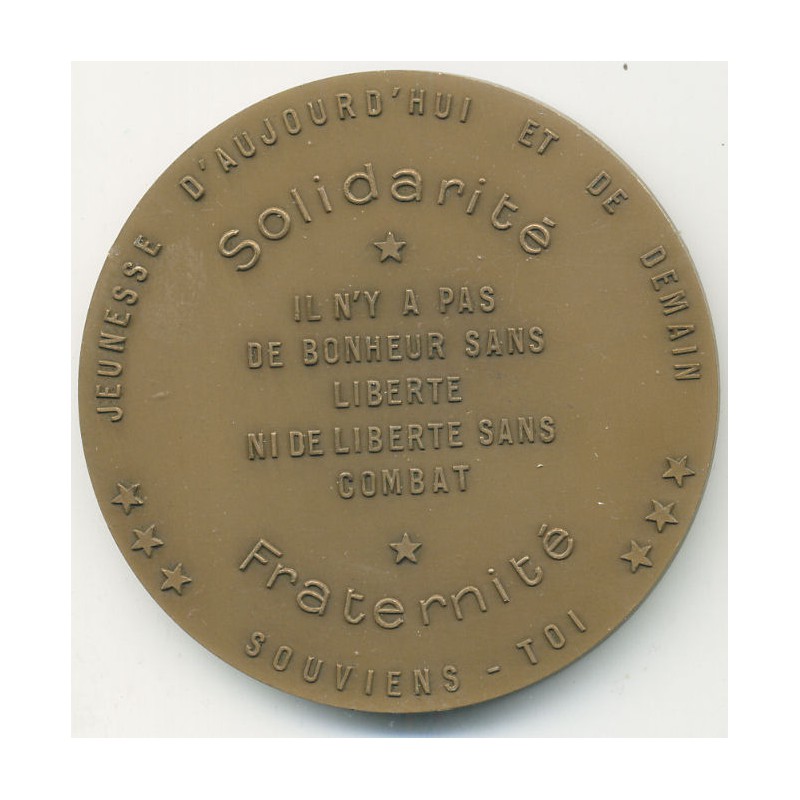 JEUNESSE D'AUJOURD'HUI ET DE DEMAIN
Solidarité
IL N'Y A PAS
DE BONHEUR SANS
LIBERTE
NI DE LIBERTE SANS
COMBAT
Fraternité
SOUVIENS - TOI